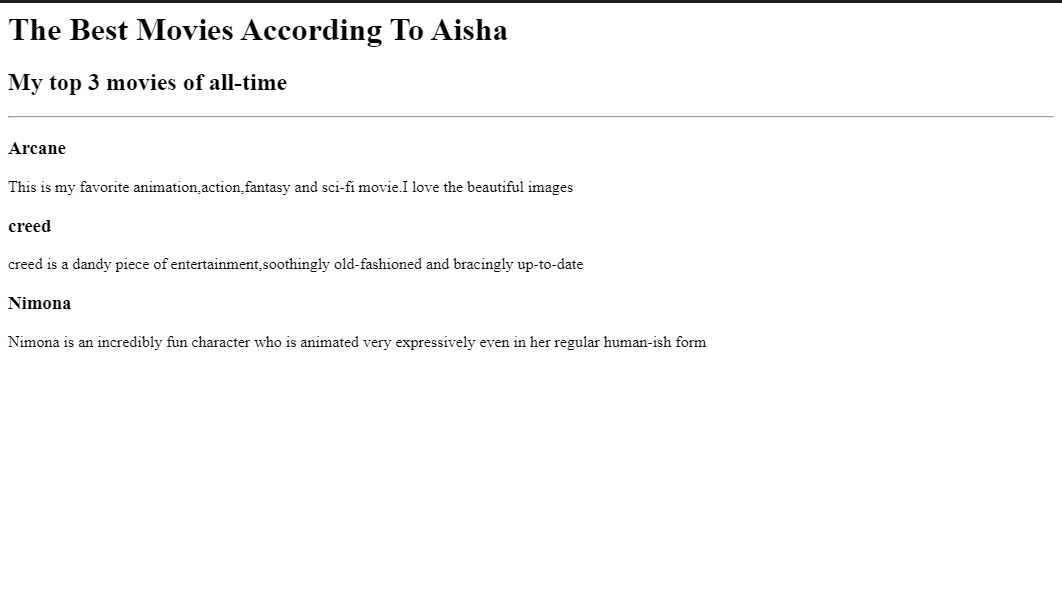 The Best Movies According To Aisha
My top 3 movies of all-time
Arcane
This is my favorite animation,action,fantasy and sci-fi movie.I love the beautiful images
creed
creed is a dandy piece of entertainment,soothingly old-fashioned and bracingly up-to-date
Nimona
Nimona is an incredibly fun character who is animated very expressively even in her regular human-ish form